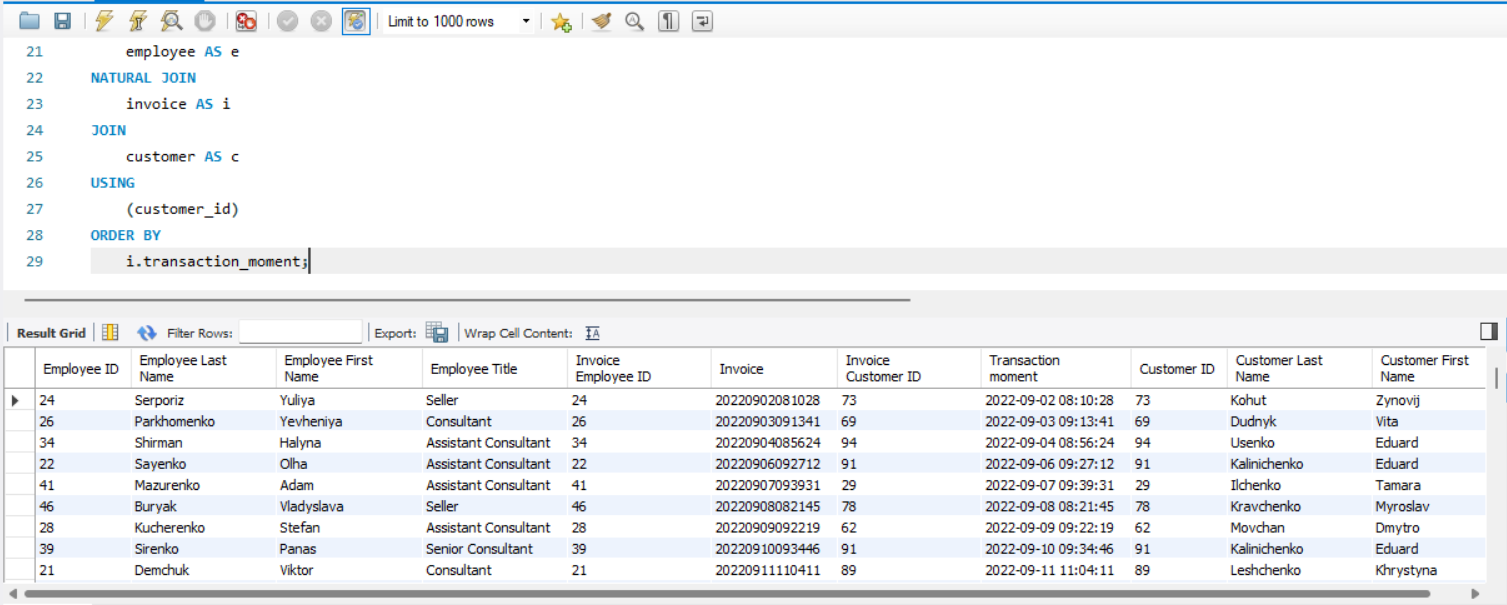 Limit to 1000 rows
21 employee AS e
22 NATURAL JOIN
23 invoice AS i
24 JOIN
25 customer AS c
26 USING
27 (customer_id)
28 ORDER BY
29 i.transaction_moment;
Result Grid Filter Rows: Export: Wrap Cell Content: IA
Employee ID Employee Last Name Employee First Name Employee Title Invoice Employee ID Invoice Invoice Customer ID Transaction moment Customer ID Customer Last Name Customer First Name
24 Serporiz Yuliya Seller 24 20220902081028 73 2022-09-02 08:10:28 73 Kohut Zynovij
26 Parkhomenko Yevheniya Consultant 26 20220903091341 69 2022-09-03 09:13:41 69 Dudnyk Vita
34 Shirman Halyna Assistant Consultant 34 20220904085624 94 2022-09-04 08:56:24 94 Usenko Eduard
22 Sayenko Olha Assistant Consultant 22 20220906092712 91 2022-09-06 09:27:12 91 Kalinichenko Eduard
41 Mazurenko Adam Assistant Consultant 41 20220907093931 29 2022-09-07 09:39:31 29 Ilchenko Tamara
46 Buryak Vladyslava Seller 46 20220908082145 78 2022-09-08 08:21:45 78 Kravchenko Myroslav
28 Kucherenko Stefan Assistant Consultant 28 20220909092219 62 2022-09-09 09:22:19 62 Movchan Dmytro
39 Sirenko Panas Senior Consultant 39 20220910093446 91 2022-09-10 09:34:46 91 Kalinichenko Eduard
21 Demchuk Viktor Consultant 21 20220911110411 89 2022-09-11 11:04:11 89 Leshchenko Khrystyna